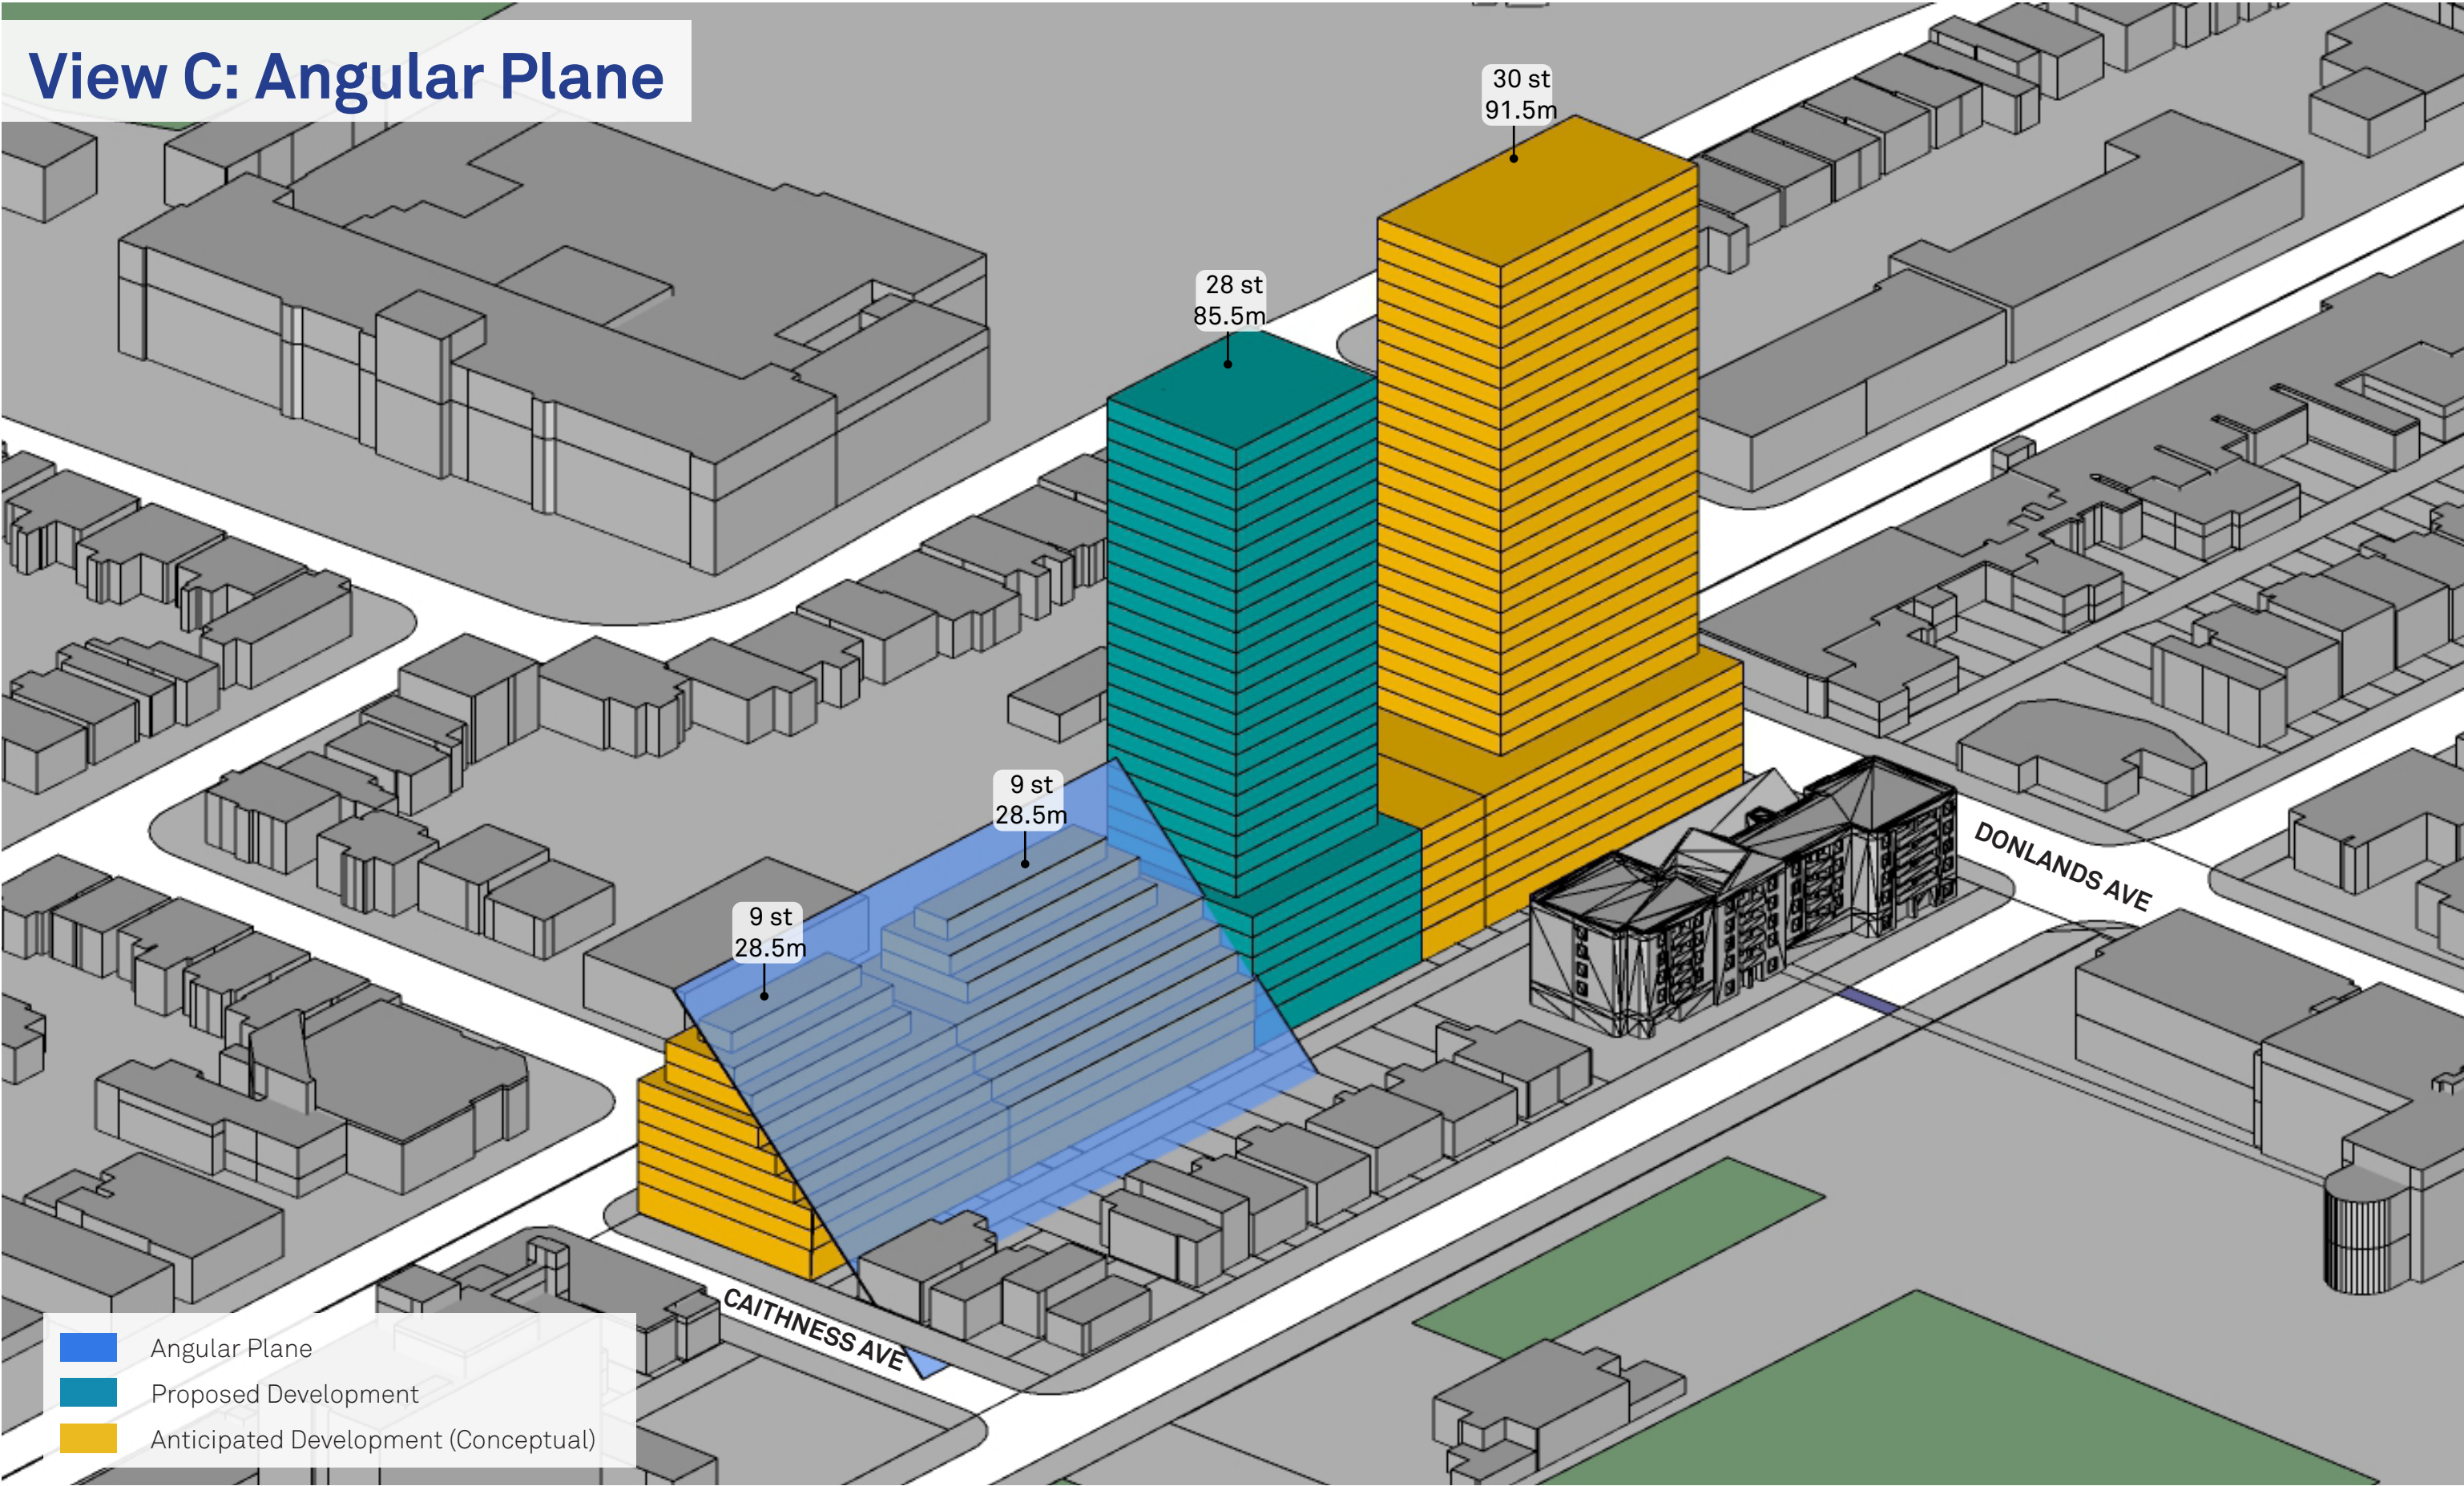 View C: Angular Plane
30 st
91.5m
28 st
85.5m
9 st
28.5m
9 st
28.5m
DONLANDS AVE
CAITHNESS AVE
Angular Plane
Proposed Development
Anticipated Development (Conceptual)